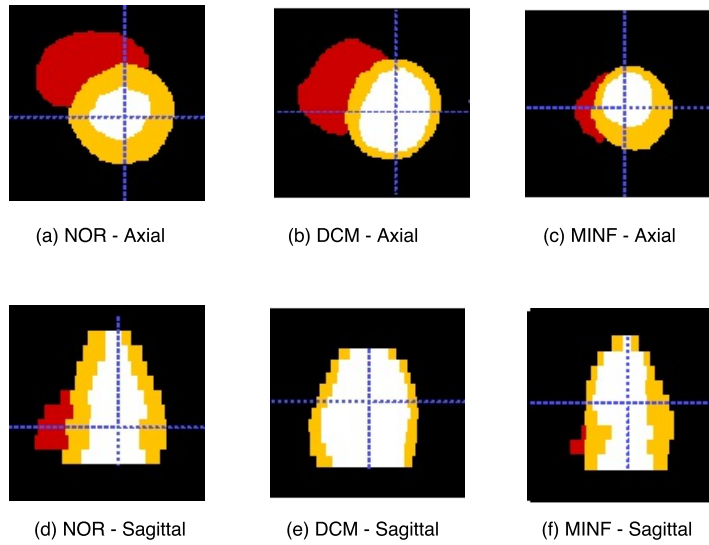 (a) NOR - Axial
(b) DCM - Axial
(c) MINF - Axial
(d) NOR - Sagittal
(e) DCM - Sagittal
(f) MINF - Sagittal